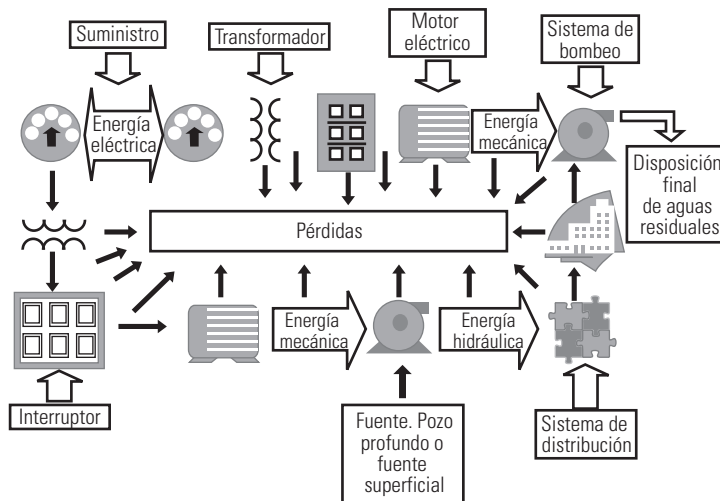 Suministro
Transformador
Motor
eléctrico
Sistema de
bombeo
Energía
eléctrica
Energía
mecánica
Disposición
final
de aguas
residuales
Pérdidas
Energía
mecánica
Energía
hidráulica
Interruptor
Fuente. Pozo
profundo o
fuente
superficial
Sistema de
distribución